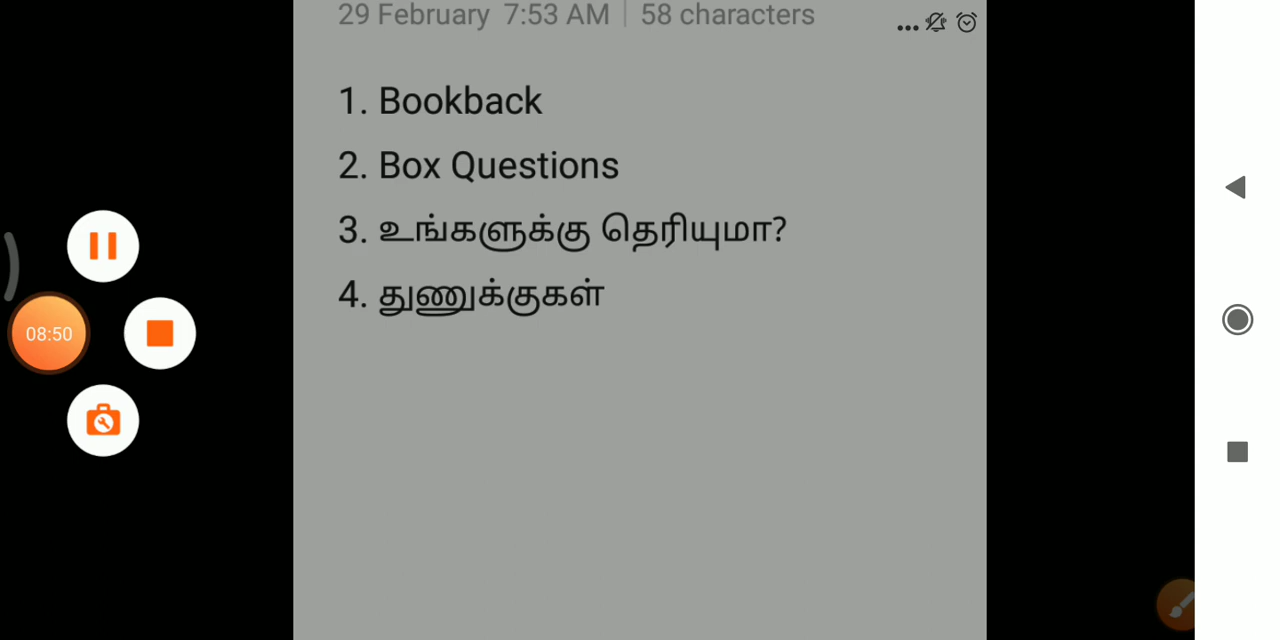 29 February 7:53 AM | 58 characters
1. Bookback
2. Box Questions
3. உங்களுக்கு தெரியுமா?
4. துணுக்குகள்
08:50